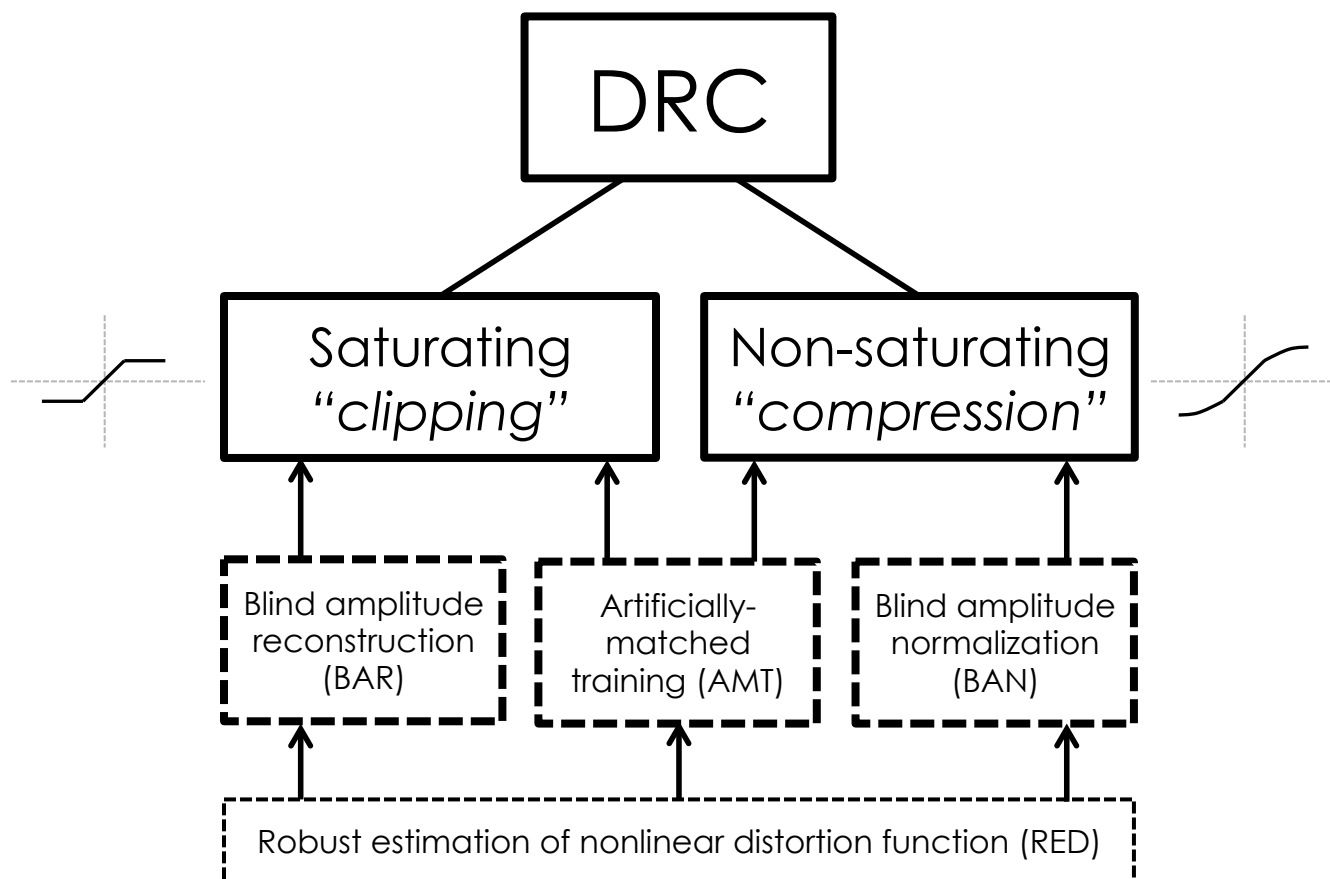 DRC
Saturating
“clipping”
Non-saturating
“compression”
Blind amplitude
reconstruction
(BAR)
Artificially-
matched
training (AMT)
Blind amplitude
normalization
(BAN)
Robust estimation of nonlinear distortion function (RED)